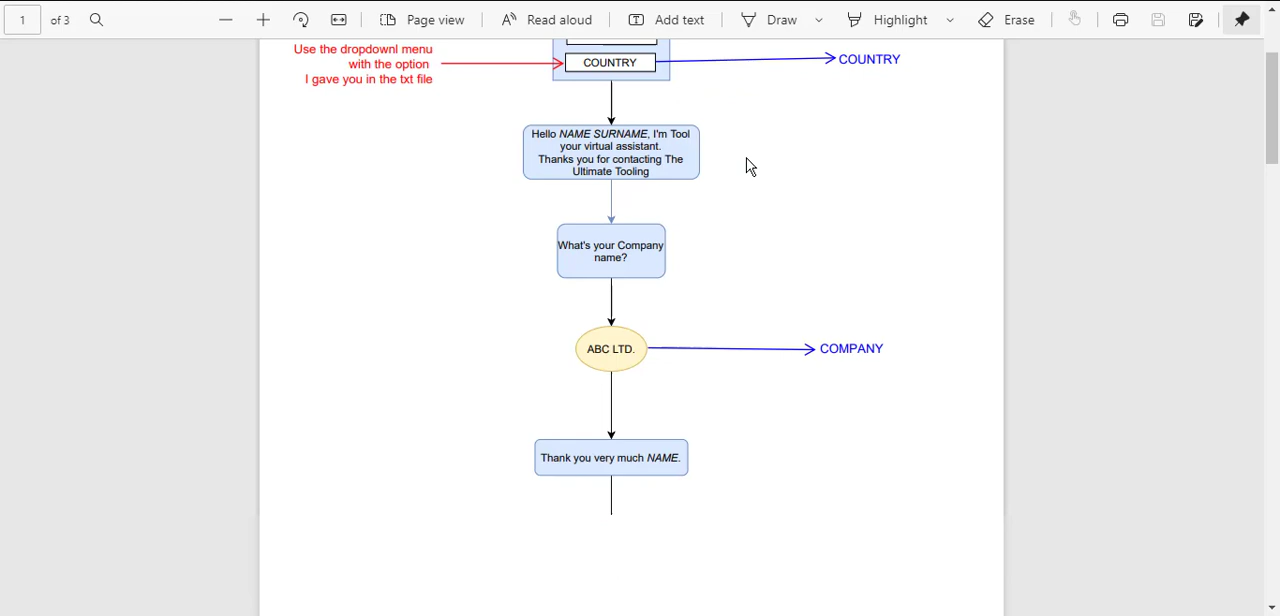 1 of 3 Page view Read aloud Add text Draw Highlight Erase
Use the dropdownl menu
with the option
I gave you in the txt file
COUNTRY
COUNTRY
Hello NAME SURNAME, I'm Tool
your virtual assistant.
Thanks you for contacting The
Ultimate Tooling
What's your Company
name?
ABC LTD.
COMPANY
Thank you very much NAME.